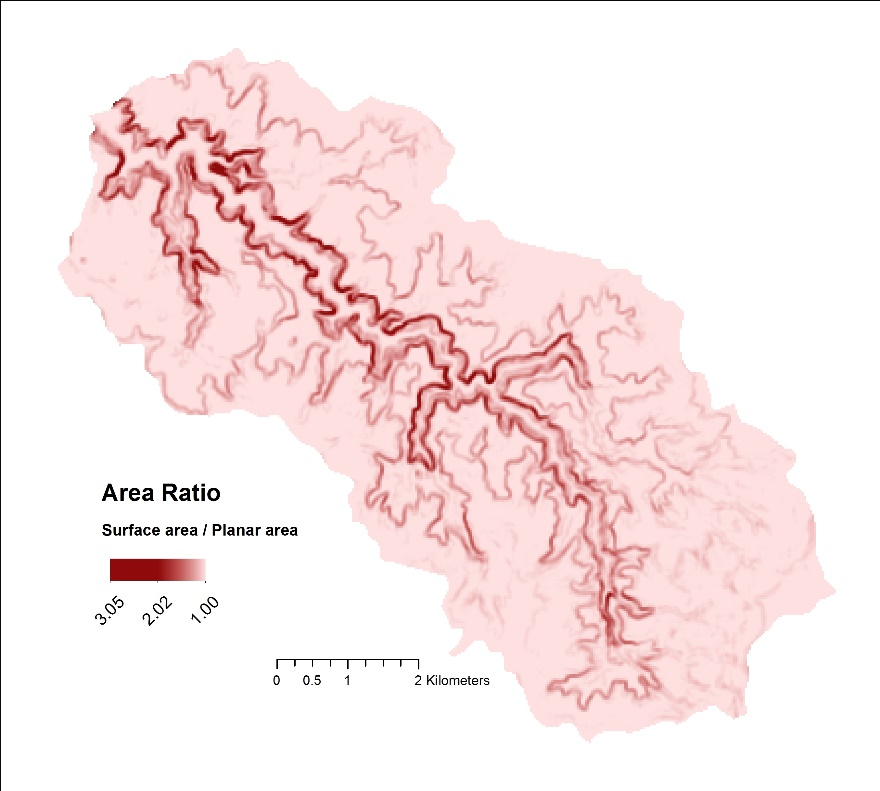 Area Ratio
Surface area / Planar area
3.05 2.02 1.00
0 0.5 1 2 Kilometers